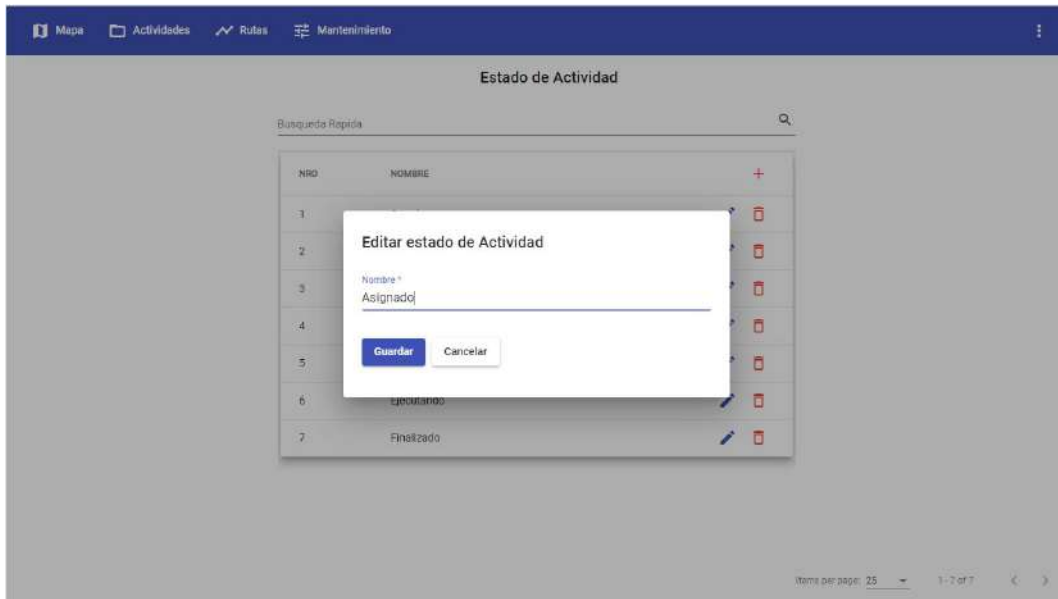 Mapa Actividades Rutas Mantenimiento
Estado de Actividad
Busqueda Rapida
NRO NOMBRE
1
2
Editar estado de Actividad
3
Nombre *
Asignado
4
Guardar Cancelar
5
6 Ejecutando
7 Finalizado
Items per page: 25 1 - 7 of 7